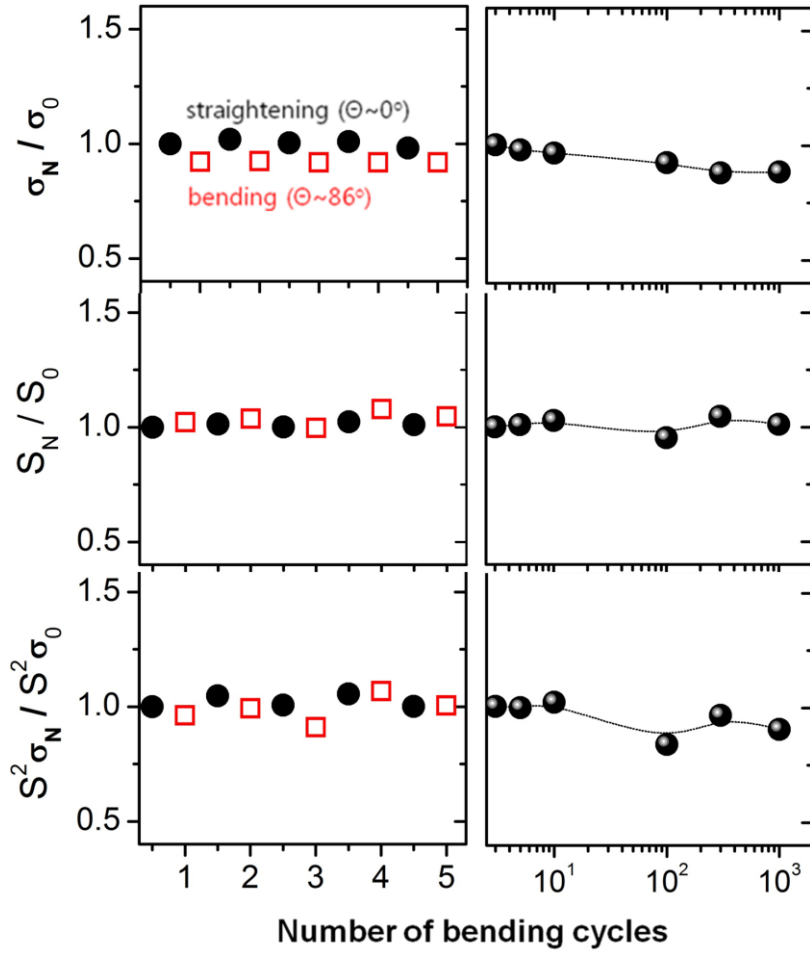 1.5
1.0
0.5
σN / σ0
straightening (Θ~0º)
bending (Θ~86º)
1.5
1.0
0.5
SN / S0
1.5
1.0
0.5
S²σN / S²σ0
1 2 3 4 5
10¹ 10² 10³
Number of bending cycles